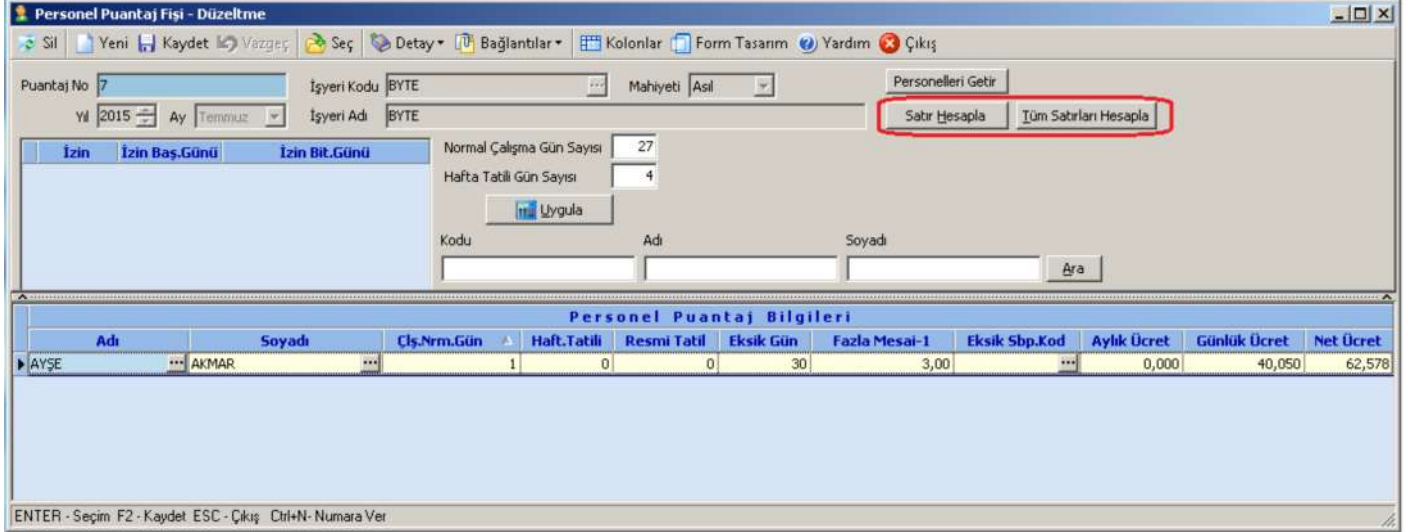 Personel Puantaj Fişi - Düzeltme
Sil Yeni Kaydet Vazgeç Seç Detay Bağlantılar Kolonlar Form Tasarım Yardım Çıkış
Puantaj No 7 İşyeri Kodu BYTE Mahiyeti Asıl Personelleri Getir
Yıl 2015 Ay Temmuz İşyeri Adı BYTE Satır Hesapla Tüm Satırları Hesapla
İzin İzin Baş.Günü İzin Bit.Günü Normal Çalışma Gün Sayısı 27
Hafta Tatili Gün Sayısı 4
Uygula
Kodu Adı Soyadı
Ara
Personel Puantaj Bilgileri
Adı Soyadı Çlş.Nrm.Gün Haft.Tatili Resmi Tatil Eksik Gün Fazla Mesai-1 Eksik Sbp.Kod Aylık Ücret Günlük Ücret Net Ücret
AYŞE AKMAR 1 0 0 30 3,00 0,000 40,050 62,578
ENTER - Seçim F2 - Kaydet ESC - Çıkış Ctrl+N- Numara Ver